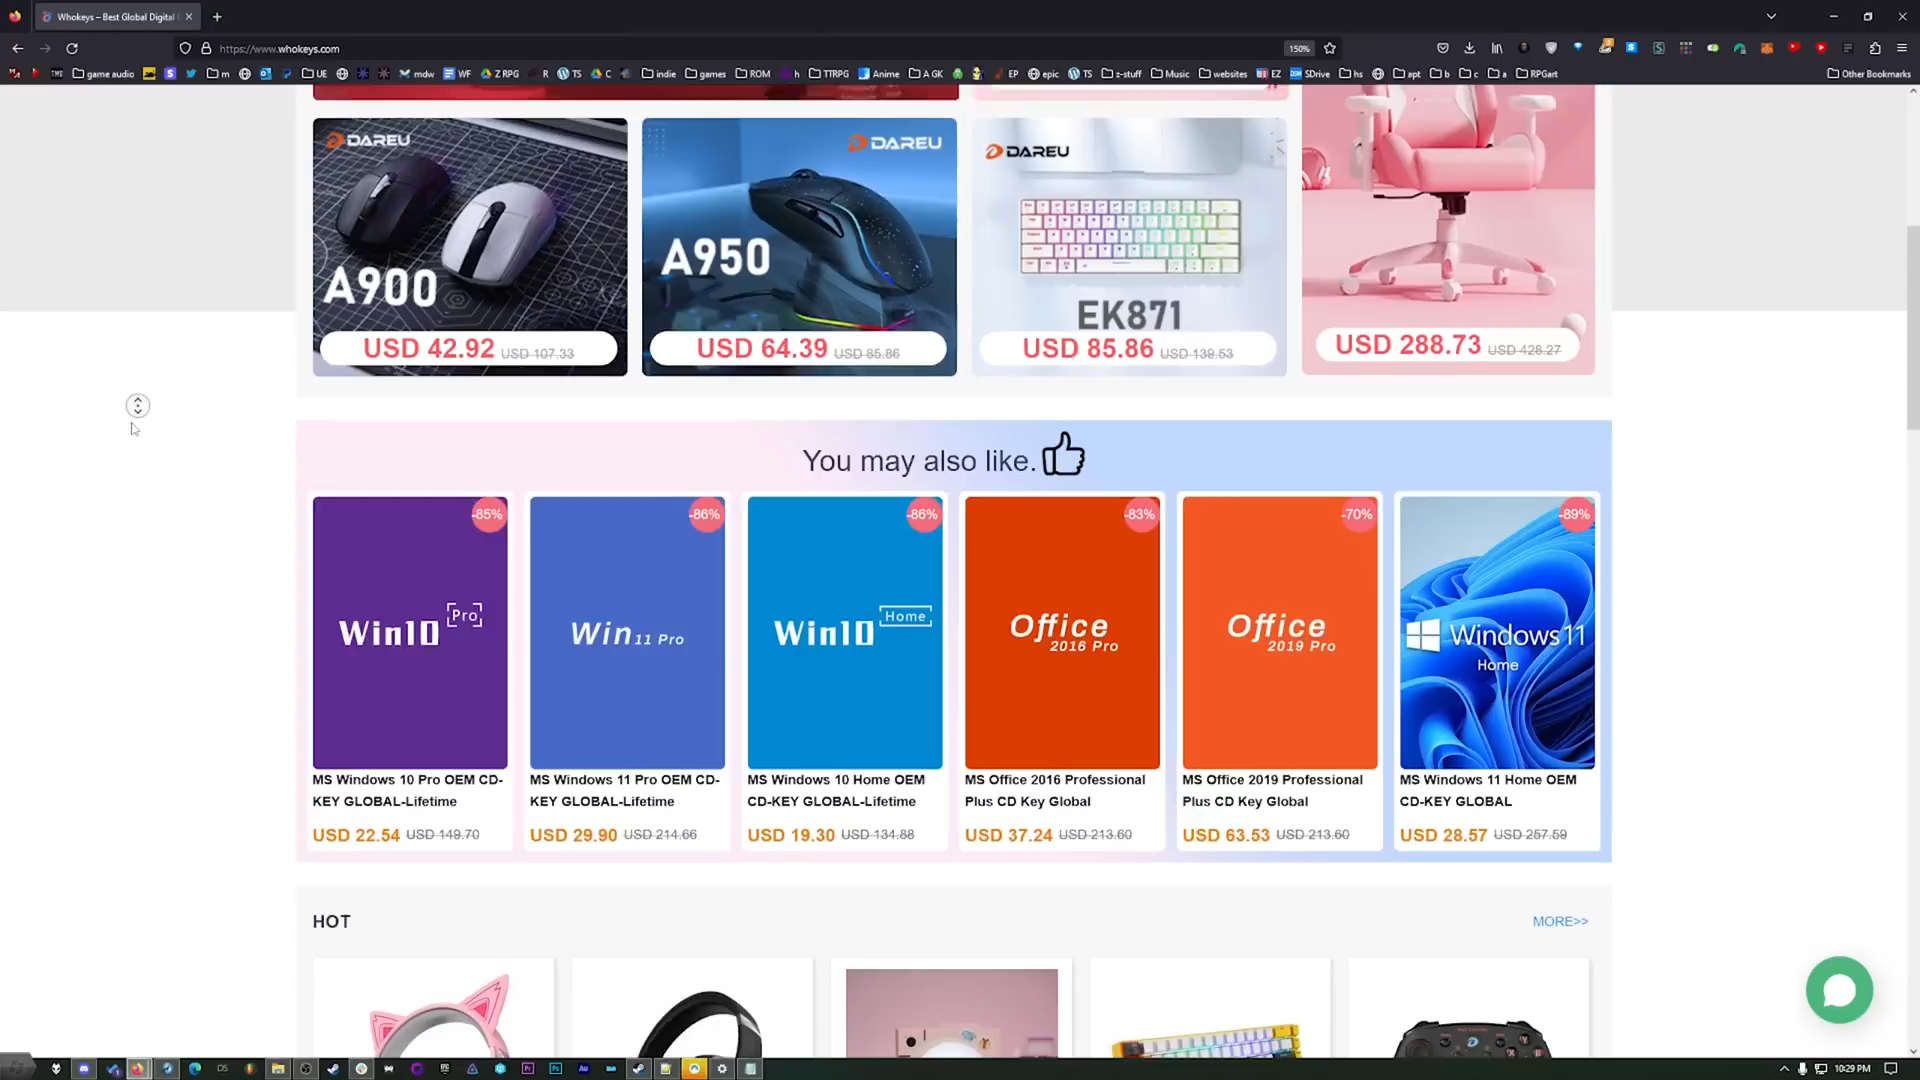 Whokeys – Best Global Digital
https://www.whokeys.com
150%
game audio
m
UE
mdw
WF
Z RPG
R
TS
C
indie
games
ROM
h
TTRPG
Anime
A GK
EP
epic
TS
z-stuff
Music
websites
EZ
SDrive
hs
apt
b
c
a
RPGart
Other Bookmarks
DAREU
A900
USD 42.92 USD 107.33
DAREU
A950
USD 64.39 USD 85.86
DAREU
EK871
USD 85.86 USD 139.53
USD 288.73 USD 428.27
You may also like.
-85%
Win10 Pro
MS Windows 10 Pro OEM CD-
KEY GLOBAL-Lifetime
USD 22.54 USD 149.70
-86%
Win 11 Pro
MS Windows 11 Pro OEM CD-
KEY GLOBAL-Lifetime
USD 29.90 USD 214.66
-86%
Win10 Home
MS Windows 10 Home OEM
CD-KEY GLOBAL-Lifetime
USD 19.30 USD 134.88
-83%
Office
2016 Pro
MS Office 2016 Professional
Plus CD Key Global
USD 37.24 USD 213.60
-70%
Office
2019 Pro
MS Office 2019 Professional
Plus CD Key Global
USD 63.53 USD 213.60
-89%
Windows 11
Home
MS Windows 11 Home OEM
CD-KEY GLOBAL
USD 28.57 USD 257.59
HOT
MORE>>
10:29 PM